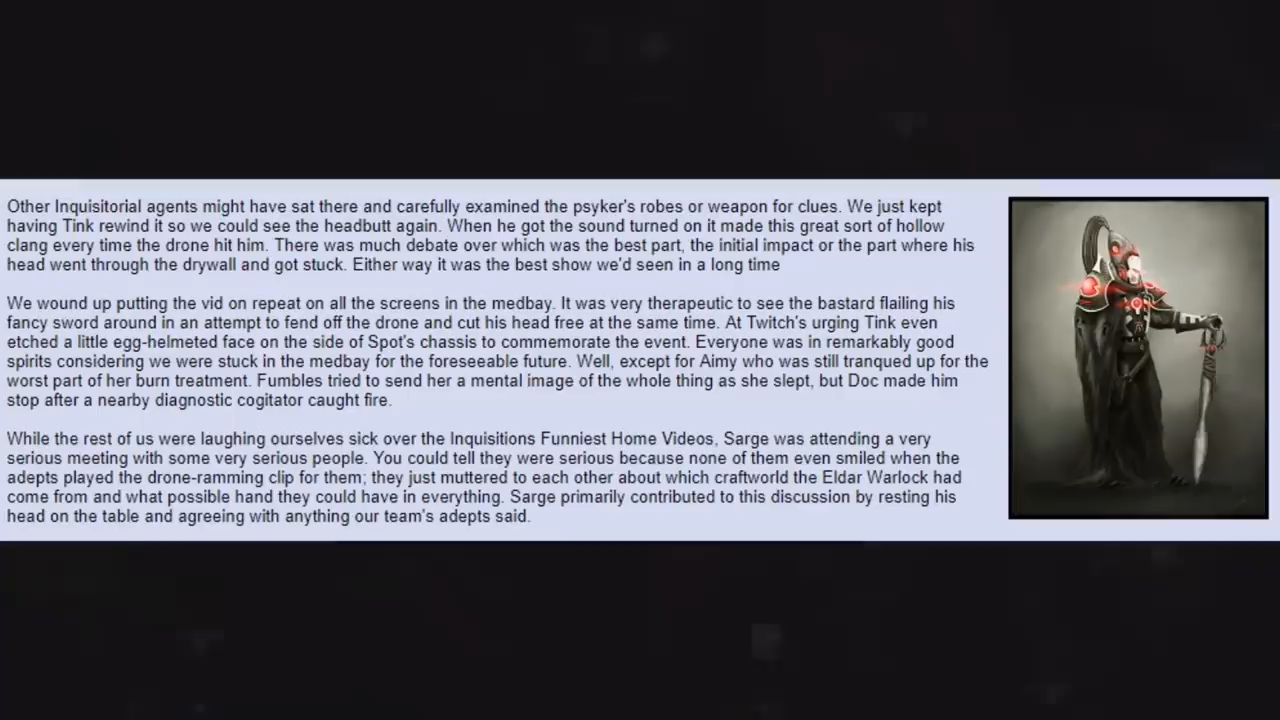 Other Inquisitorial agents might have sat there and carefully examined the psyker's robes or weapon for clues. We just kept
having Tink rewind it so we could see the headbutt again. When he got the sound turned on it made this great sort of hollow
clang every time the drone hit him. There was much debate over which was the best part, the initial impact or the part where his
head went through the drywall and got stuck. Either way it was the best show we'd seen in a long time
We wound up putting the vid on repeat on all the screens in the medbay. It was very therapeutic to see the bastard flailing his
fancy sword around in an attempt to fend off the drone and cut his head free at the same time. At Twitch's urging Tink even
etched a little egg-helmeted face on the side of Spot's chassis to commemorate the event. Everyone was in remarkably good
spirits considering we were stuck in the medbay for the foreseeable future. Well, except for Aimy who was still tranqued up for the
worst part of her burn treatment. Fumbles tried to send her a mental image of the whole thing as she slept, but Doc made him
stop after a nearby diagnostic cogitator caught fire.
While the rest of us were laughing ourselves sick over the Inquisitions Funniest Home Videos, Sarge was attending a very
serious meeting with some very serious people. You could tell they were serious because none of them even smiled when the
adepts played the drone-ramming clip for them; they just muttered to each other about which craftworld the Eldar Warlock had
come from and what possible hand they could have in everything. Sarge primarily contributed to this discussion by resting his
head on the table and agreeing with anything our team's adepts said.